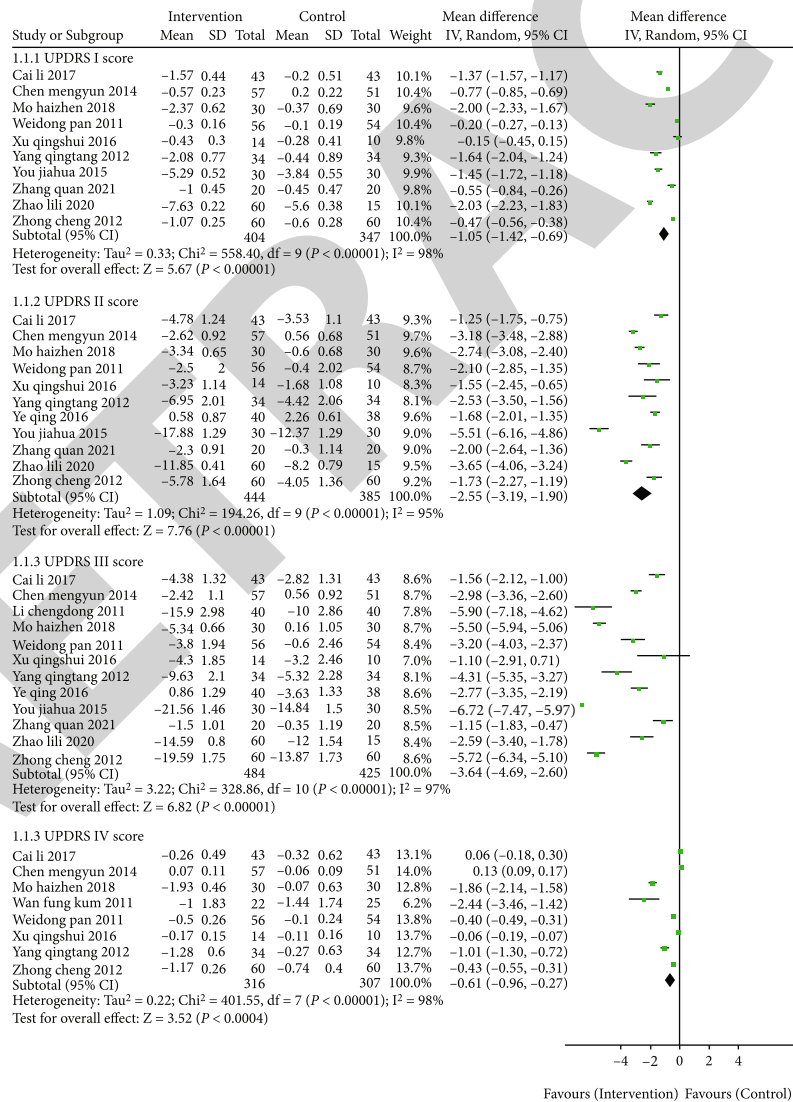 Intervention Control Mean difference Mean difference
Study or Subgroup Mean SD Total Mean SD Total Weight IV, Random, 95% CI IV, Random, 95% CI
1.1.1 UPDRS I score
Cai li 2017 −1.57 0.44 43 −0.2 0.51 43 10.1% −1.37 (−1.57, −1.17)
Chen mengyun 2014 −0.57 0.23 57 0.2 0.22 51 10.4% −0.77 (−0.85, −0.69)
Mo haizhen 2018 −2.37 0.62 30 −0.37 0.69 30 9.6% −2.00 (−2.33, −1.67)
Weidong pan 2011 −0.3 0.16 56 −0.1 0.19 54 10.4% −0.20 (−0.27, −0.13)
Xu qingshui 2016 −0.43 0.3 14 −0.28 0.41 10 9.8% −0.15 (−0.45, 0.15)
Yang qingtang 2012 −2.08 0.77 34 −0.44 0.89 34 9.3% −1.64 (−2.04, −1.24)
You jiahua 2015 −5.29 0.52 30 −3.84 0.55 30 9.9% −1.45 (−1.72, −1.18)
Zhang quan 2021 −1 0.45 20 −0.45 0.47 20 9.9% −0.55 (−0.84, −0.26)
Zhao lili 2020 −7.63 0.22 60 −5.6 0.38 15 10.1% −2.03 (−2.23, −1.83)
Zhong cheng 2012 −1.07 0.25 60 −0.6 0.28 60 10.4% −0.47 (−0.56, −0.38)
Subtotal (95% CI) 404 347 100.0% −1.05 (−1.42, −0.69)
Heterogeneity: Tau² = 0.33; Chi² = 558.40, df = 9 (P < 0.00001); I² = 98%
Test for overall effect: Z = 5.67 (P < 0.00001)
1.1.2 UPDRS II score
Cai li 2017 −4.78 1.24 43 −3.53 1.1 43 9.3% −1.25 (−1.75, −0.75)
Chen mengyun 2014 −2.62 0.92 57 0.56 0.68 51 9.7% −3.18 (−3.48, −2.88)
Mo haizhen 2018 −3.34 0.65 30 −0.6 0.68 30 9.6% −2.74 (−3.08, −2.40)
Weidong pan 2011 −2.5 2 56 −0.4 2.02 54 8.7% −2.10 (−2.85, −1.35)
Xu qingshui 2016 −3.23 1.14 14 −1.68 1.08 10 8.3% −1.55 (−2.45, −0.65)
Yang qingtang 2012 −6.95 2.01 34 −4.42 2.06 34 8.1% −2.53 (−3.50, −1.56)
Ye qing 2016 0.58 0.87 40 2.26 0.61 38 9.6% −1.68 (−2.01, −1.35)
You jiahua 2015 −17.88 1.29 30 −12.37 1.29 30 9.0% −5.51 (−6.16, −4.86)
Zhang quan 2021 −2.3 0.91 20 −0.3 1.14 20 9.0% −2.00 (−2.64, −1.36)
Zhao lili 2020 −11.85 0.41 60 −8.2 0.79 15 9.5% −3.65 (−4.06, −3.24)
Zhong cheng 2012 −5.78 1.64 60 −4.05 1.36 60 9.2% −1.73 (−2.27, −1.19)
Subtotal (95% CI) 444 385 100.0% −2.55 (−3.19, −1.90)
Heterogeneity: Tau² = 1.09; Chi² = 194.26, df = 9 (P < 0.00001); I² = 95%
Test for overall effect: Z = 7.76 (P < 0.00001)
1.1.3 UPDRS III score
Cai li 2017 −4.38 1.32 43 −2.82 1.31 43 8.6% −1.56 (−2.12, −1.00)
Chen mengyun 2014 −2.42 1.1 57 0.56 0.92 51 8.7% −2.98 (−3.36, −2.60)
Li chengdong 2011 −15.9 2.98 40 −10 2.86 40 7.8% −5.90 (−7.18, −4.62)
Mo haizhen 2018 −5.34 0.66 30 0.16 1.05 30 8.7% −5.50 (−5.94, −5.06)
Weidong pan 2011 −3.8 1.94 56 −0.6 2.46 54 8.4% −3.20 (−4.03, −2.37)
Xu qingshui 2016 −4.3 1.85 14 −3.2 2.46 10 7.0% −1.10 (−2.91, 0.71)
Yang qingtang 2012 −9.63 2.1 34 −5.32 2.28 34 8.1% −4.31 (−5.35, −3.27)
Ye qing 2016 0.86 1.29 40 −3.63 1.33 38 8.6% −2.77 (−3.35, −2.19)
You jiahua 2015 −21.56 1.46 30 −14.84 1.5 30 8.5% −6.72 (−7.47, −5.97)
Zhang quan 2021 −1.5 1.01 20 −0.35 1.19 20 8.5% −1.15 (−1.83, −0.47)
Zhao lili 2020 −14.59 0.8 60 −12 1.54 15 8.4% −2.59 (−3.40, −1.78)
Zhong cheng 2012 −19.59 1.75 60 −13.87 1.73 60 8.6% −5.72 (−6.34, −5.10)
Subtotal (95% CI) 484 425 100.0% −3.64 (−4.69, −2.60)
Heterogeneity: Tau² = 3.22; Chi² = 328.86, df = 10 (P < 0.00001); I² = 97%
Test for overall effect: Z = 6.82 (P < 0.00001)
1.1.3 UPDRS IV score
Cai li 2017 −0.26 0.49 43 −0.32 0.62 43 13.1% 0.06 (−0.18, 0.30)
Chen mengyun 2014 0.07 0.11 57 −0.06 0.09 51 14.0% 0.13 (0.09, 0.17)
Mo haizhen 2018 −1.93 0.46 30 −0.07 0.63 30 12.8% −1.86 (−2.14, −1.58)
Wan fung kum 2011 −1 1.83 22 −1.44 1.74 25 6.2% −2.44 (−3.46, −1.42)
Weidong pan 2011 −0.5 0.26 56 −0.1 0.24 54 13.8% −0.40 (−0.49, −0.31)
Xu qingshui 2016 −0.17 0.15 14 −0.11 0.16 10 13.7% −0.06 (−0.19, −0.07)
Yang qingtang 2012 −1.28 0.6 34 −0.27 0.63 34 12.7% −1.01 (−1.30, −0.72)
Zhong cheng 2012 −1.17 0.26 60 −0.74 0.4 60 13.7% −0.43 (−0.55, −0.31)
Subtotal (95% CI) 316 307 100.0% −0.61 (−0.96, −0.27)
Heterogeneity: Tau² = 0.22; Chi² = 401.55, df = 7 (P < 0.00001); I² = 98%
Test for overall effect: Z = 3.52 (P < 0.0004)
−4 −2 0 2 4
Favours (Intervention) Favours (Control)